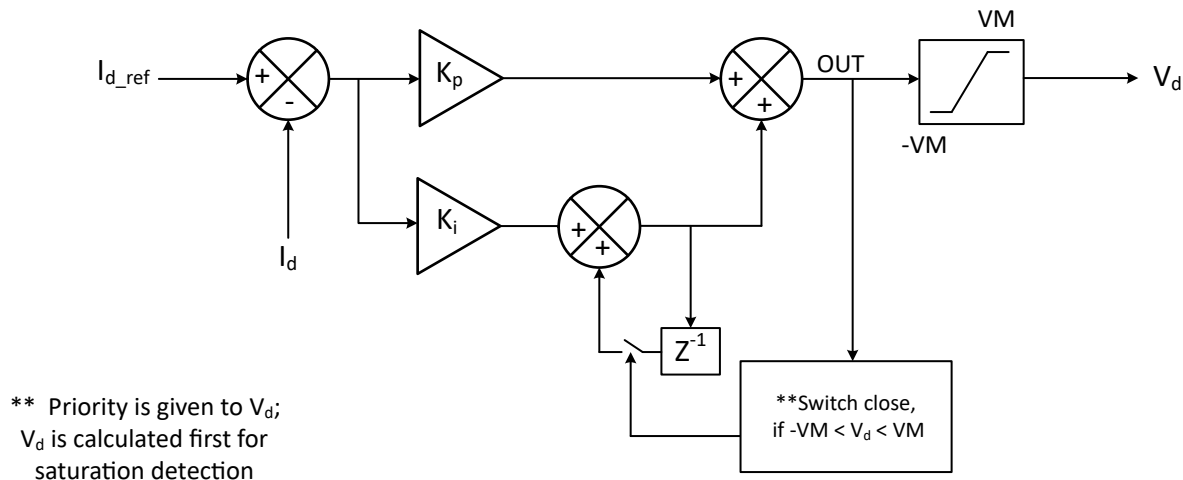 VM
I_d_ref
+
-
K_p
+
+
OUT
V_d
-VM
K_i
+
+
I_d
Z^-1
**Switch close,
if -VM < V_d < VM
** Priority is given to V_d;
V_d is calculated first for
saturation detection